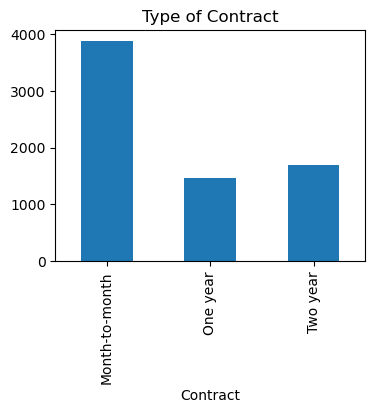 Type of Contract
4000
3000
2000
1000
0
Month-to-month
One year
Two year
Contract